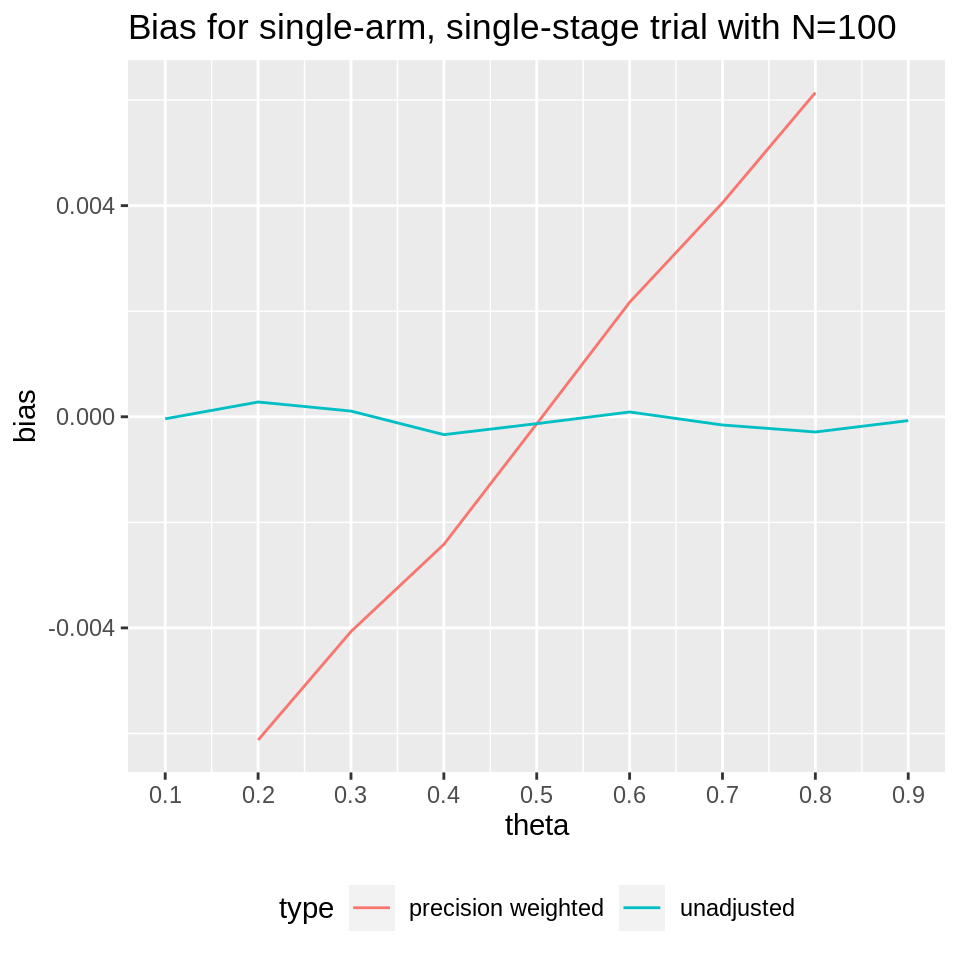 Bias for single-arm, single-stage trial with N=100
bias
0.004
0.000
-0.004
0.1 0.2 0.3 0.4 0.5 0.6 0.7 0.8 0.9
theta
type precision weighted unadjusted